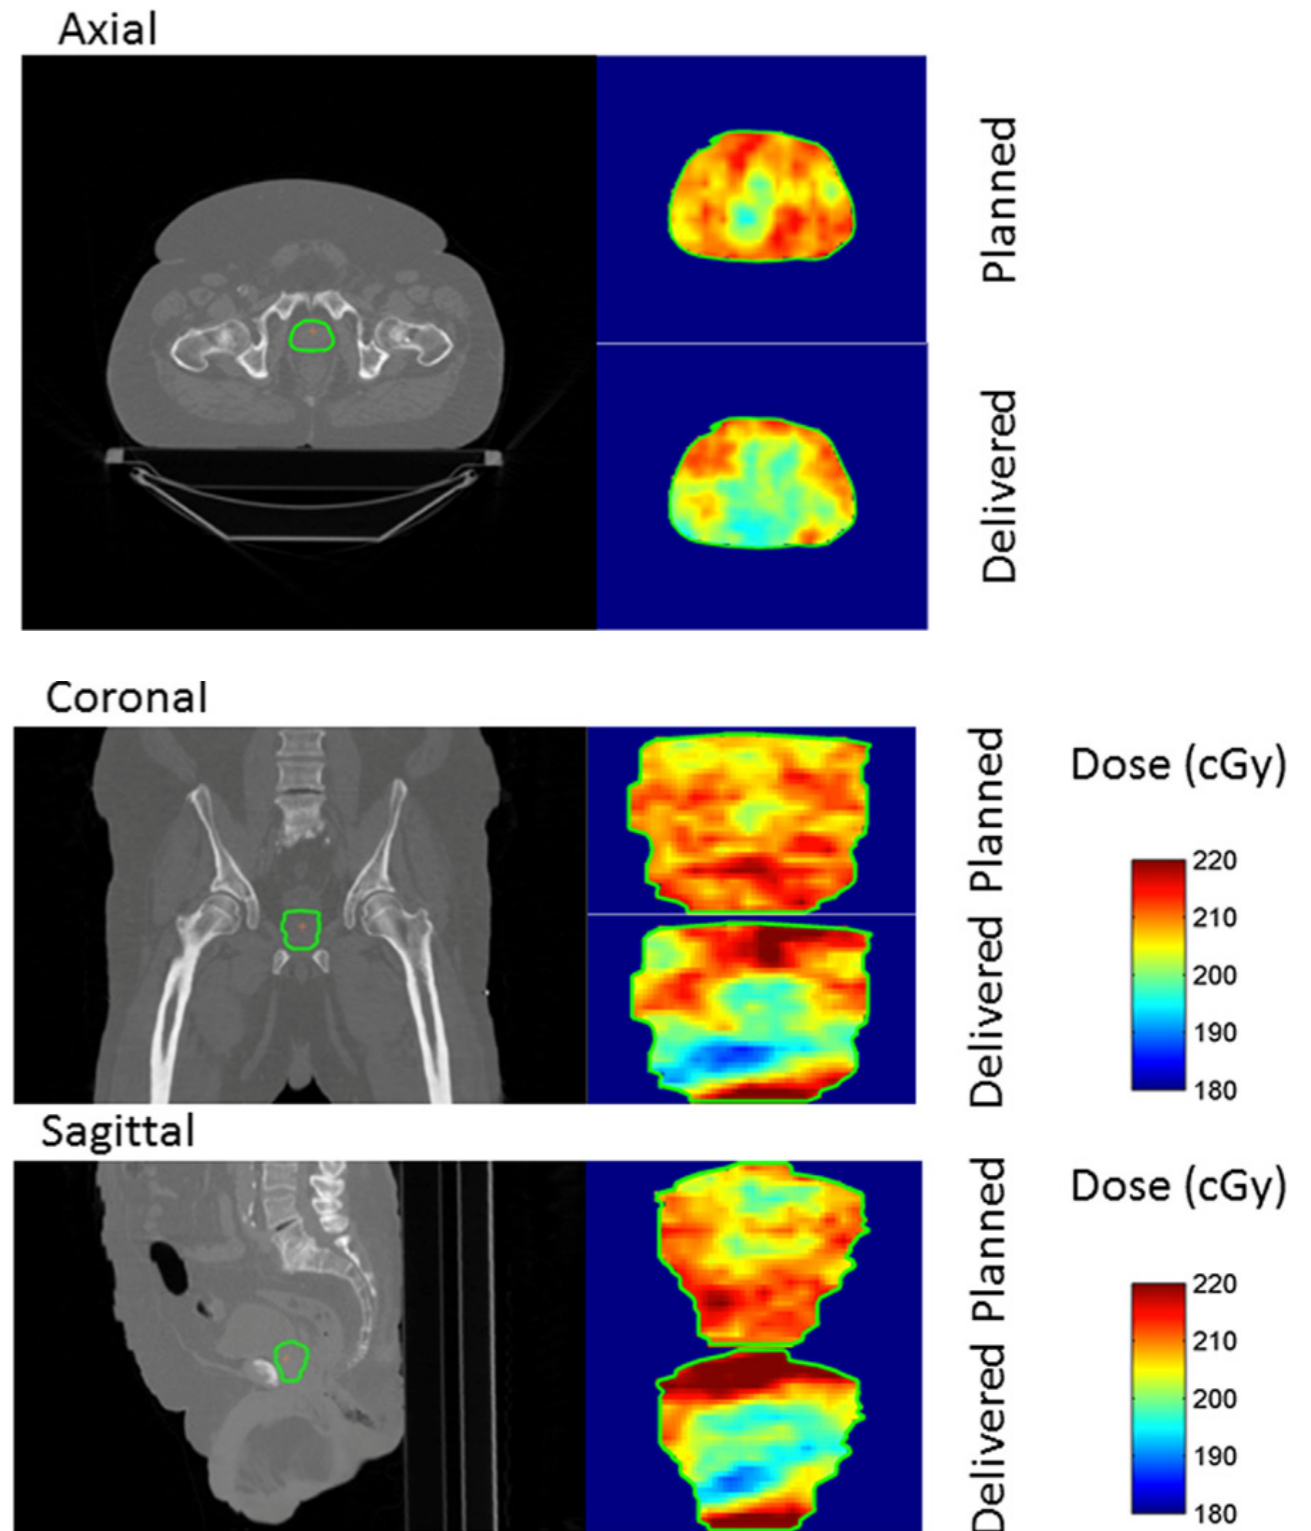 Axial
Planned
Delivered
Coronal
Planned
Delivered
Dose (cGy)
220
210
200
190
180
Sagittal
Planned
Delivered
Dose (cGy)
220
210
200
190
180